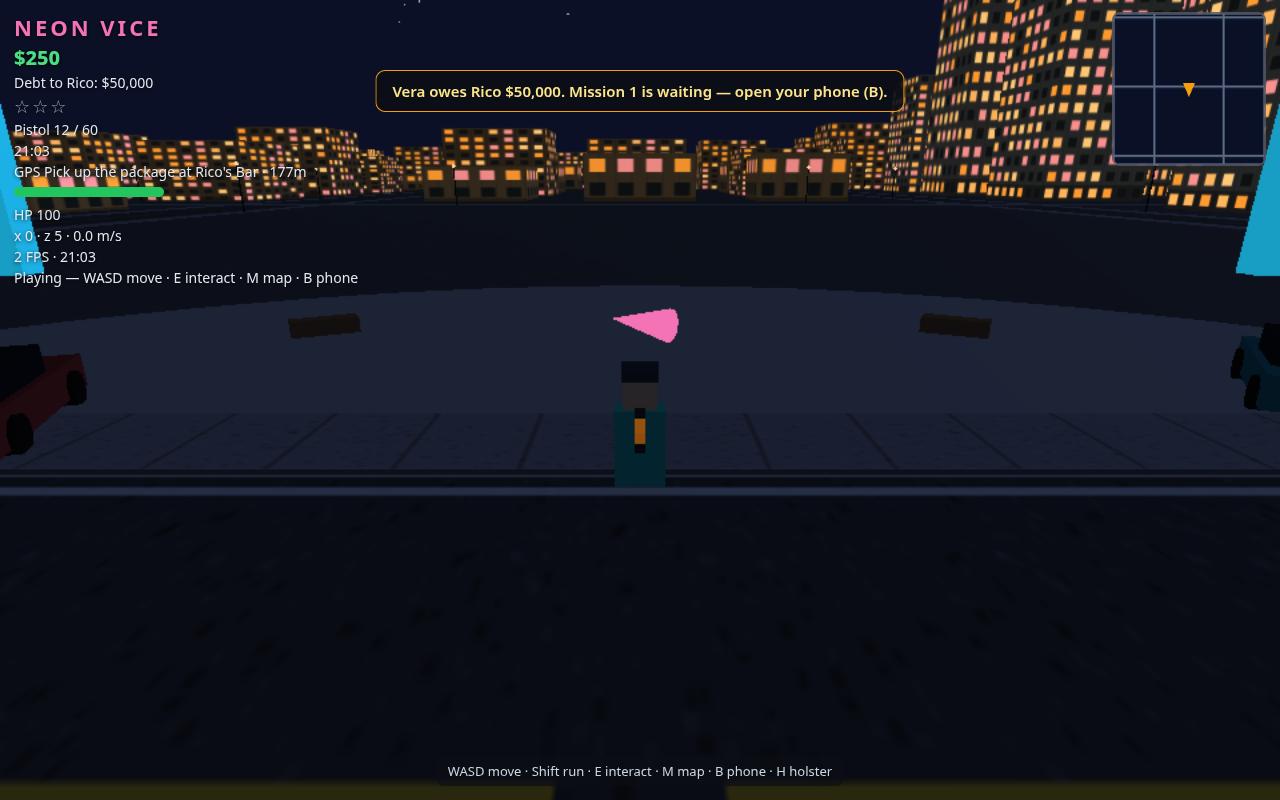 NEON VICE
$250
Debt to Rico: $50,000
☆☆☆
Pistol 12 / 60
21:03
GPS Pick up the package at Rico's Bar · 177m
HP 100
x 0 · z 5 · 0.0 m/s
2 FPS · 21:03
Playing — WASD move · E interact · M map · B phone
Vera owes Rico $50,000. Mission 1 is waiting — open your phone (B).
WASD move · Shift run · E interact · M map · B phone · H holster